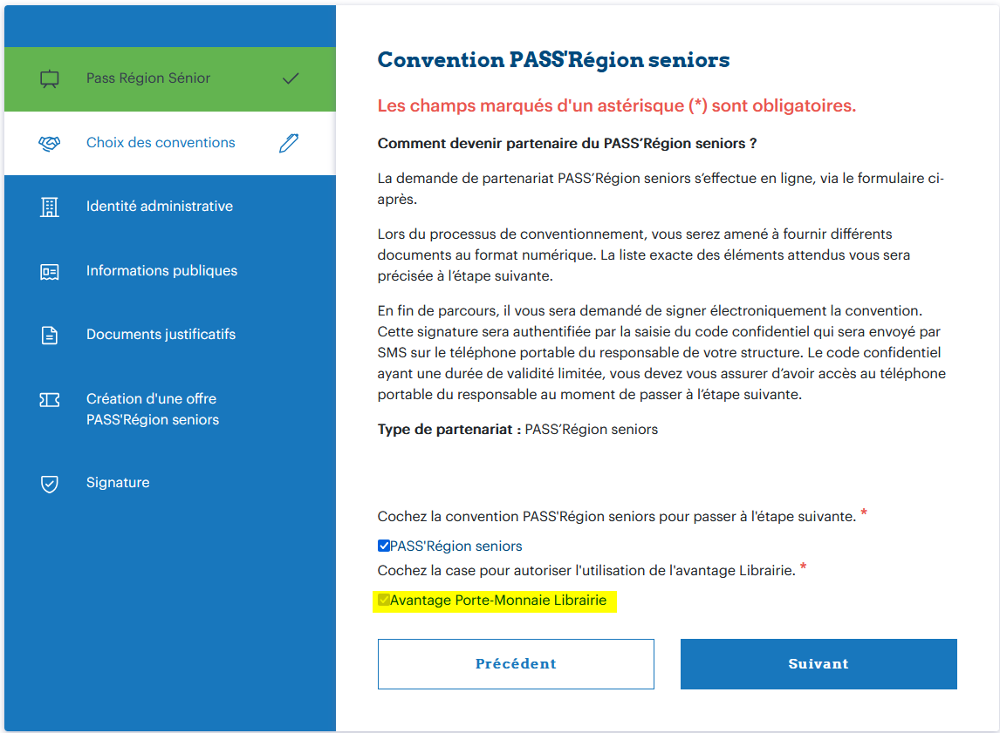 Pass Région Sénior
Choix des conventions
Identité administrative
Informations publiques
Documents justificatifs
Création d'une offre
PASS'Région seniors
Signature
Convention PASS'Région seniors
Les champs marqués d'un astérisque (*) sont obligatoires.
Comment devenir partenaire du PASS’Région seniors ?
La demande de partenariat PASS’Région seniors s’effectue en ligne, via le formulaire ci-
après.
Lors du processus de conventionnement, vous serez amené à fournir différents
documents au format numérique. La liste exacte des éléments attendus vous sera
précisée à l’étape suivante.
En fin de parcours, il vous sera demandé de signer électroniquement la convention.
Cette signature sera authentifiée par la saisie du code confidentiel qui sera envoyé par
SMS sur le téléphone portable du responsable de votre structure. Le code confidentiel
ayant une durée de validité limitée, vous devez vous assurer d’avoir accès au téléphone
portable du responsable au moment de passer à l’étape suivante.
Type de partenariat : PASS’Région seniors
Cochez la convention PASS'Région seniors pour passer à l'étape suivante. *
PASS'Région seniors
Cochez la case pour autoriser l'utilisation de l'avantage Librairie. *
Avantage Porte-Monnaie Librairie
Précédent
Suivant